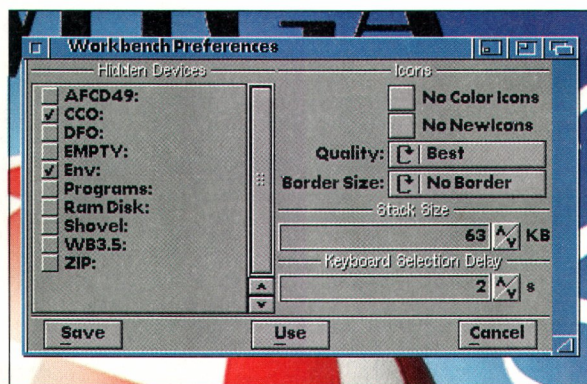 Workbench Preferences
Hidden Devices
AFCD49:
CC0:
DF0:
EMPTY:
Env:
Programs:
Ram Disk:
Shovel:
WB3.5:
ZIP:
Icons
No Color Icons
No NewIcons
Quality: Best
Border Size: No Border
Stack Size
63 KB
Keyboard Selection Delay
2 s
Save Use Cancel